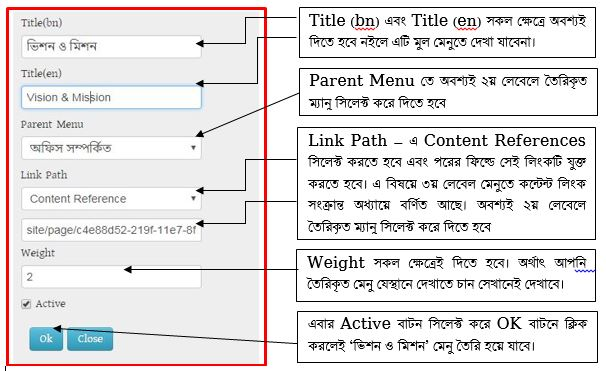 Title(bn)
ভিশন ও মিশন
Title(en)
Vision & Mission
Parent Menu
অফিস সম্পর্কিত
Link Path
Content Reference
site/page/c4e88d52-219f-11e7-8f
Weight
2
Active
Ok Close
Title (bn) এবং Title (en) সকল ক্ষেত্রে অবশ্যই
দিতে হবে নইলে এটি মুল মেনুতে দেখা যাবেনা।
Parent Menu তে অবশ্যই ২য় লেবেলে তৈরিকৃত
ম্যানু সিলেক্ট করে দিতে হবে
Link Path – এ Content References
সিলেক্ট করতে হবে এবং পরের ফিল্ডে সেই লিংকটি যুক্ত
করতে হবে। এ বিষয়ে ৩য় লেবেল মেনুতে কন্টেন্ট লিংক
সংক্রান্ত অধ্যায়ে বর্ণিত আছে। অবশ্যই ২য় লেবেলে
তৈরিকৃত ম্যানু সিলেক্ট করে দিতে হবে
Weight সকল ক্ষেত্রেই দিতে হবে। অর্থাৎ আপনি
তৈরিকৃত মেনু যেস্থানে দেখাতে চান সেখানেই দেখাবে।
এবার Active বাটন সিলেক্ট করে OK বাটনে ক্লিক
করলেই ‘ভিশন ও মিশন’ মেনু তৈরি হয়ে যাবে।